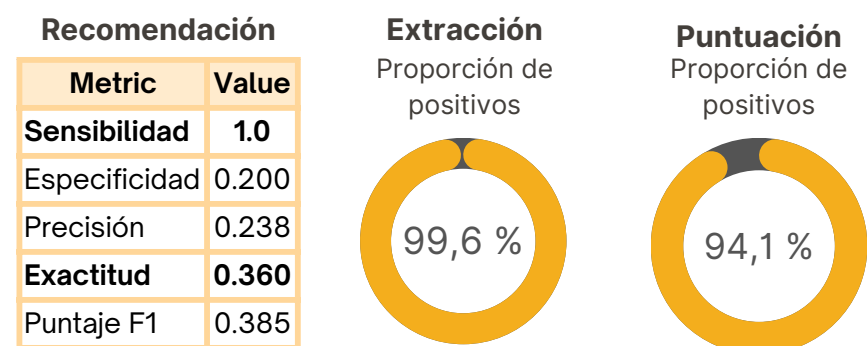 Recomendación
Metric Value
Sensibilidad 1.0
Especificidad 0.200
Precisión 0.238
Exactitud 0.360
Puntaje F1 0.385
Extracción
Proporción de
positivos
99,6 %
Puntuación
Proporción de
positivos
94,1 %